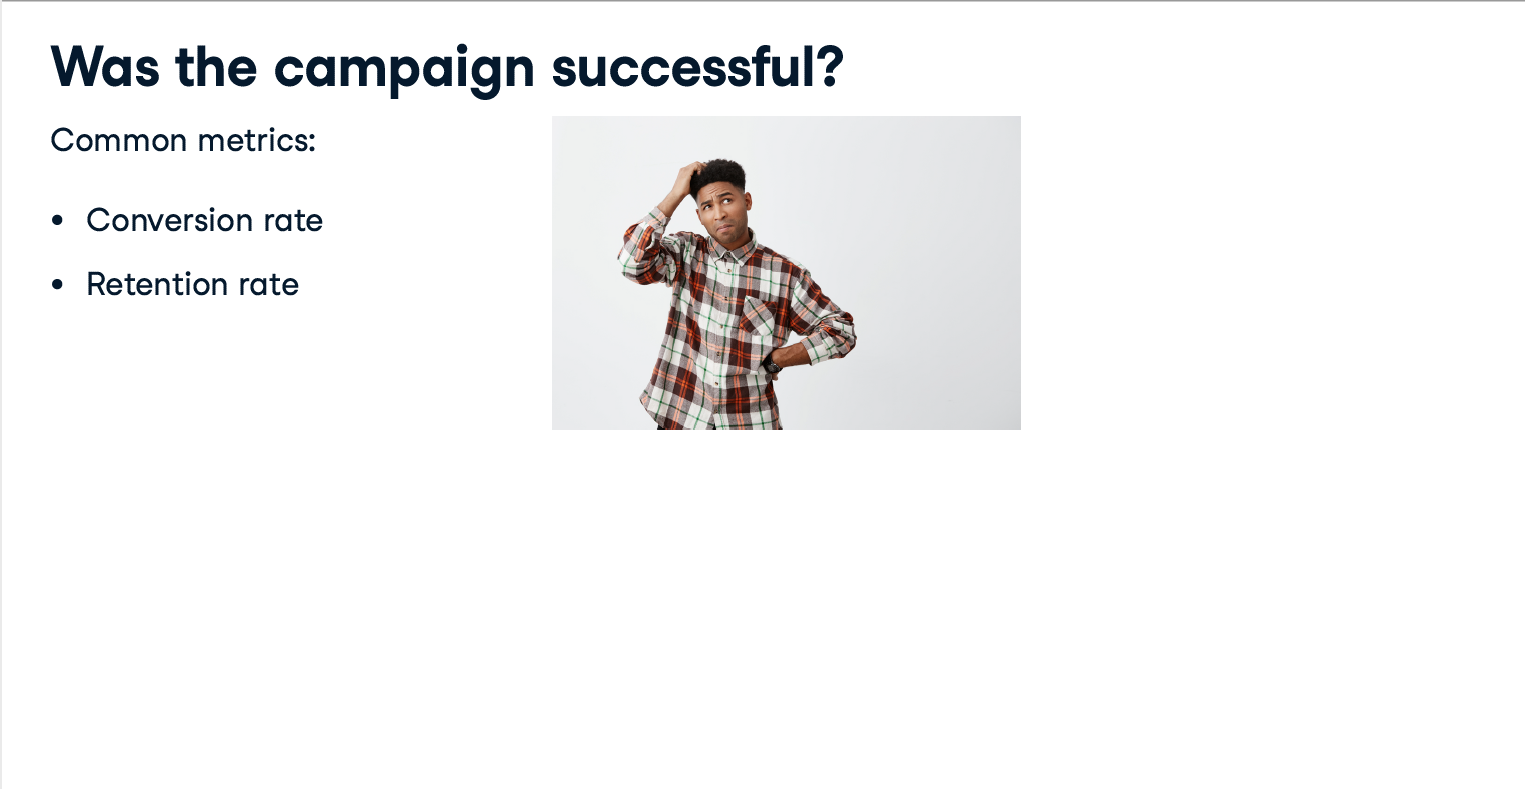 Was the campaign successful?
Common metrics:
• Conversion rate
• Retention rate